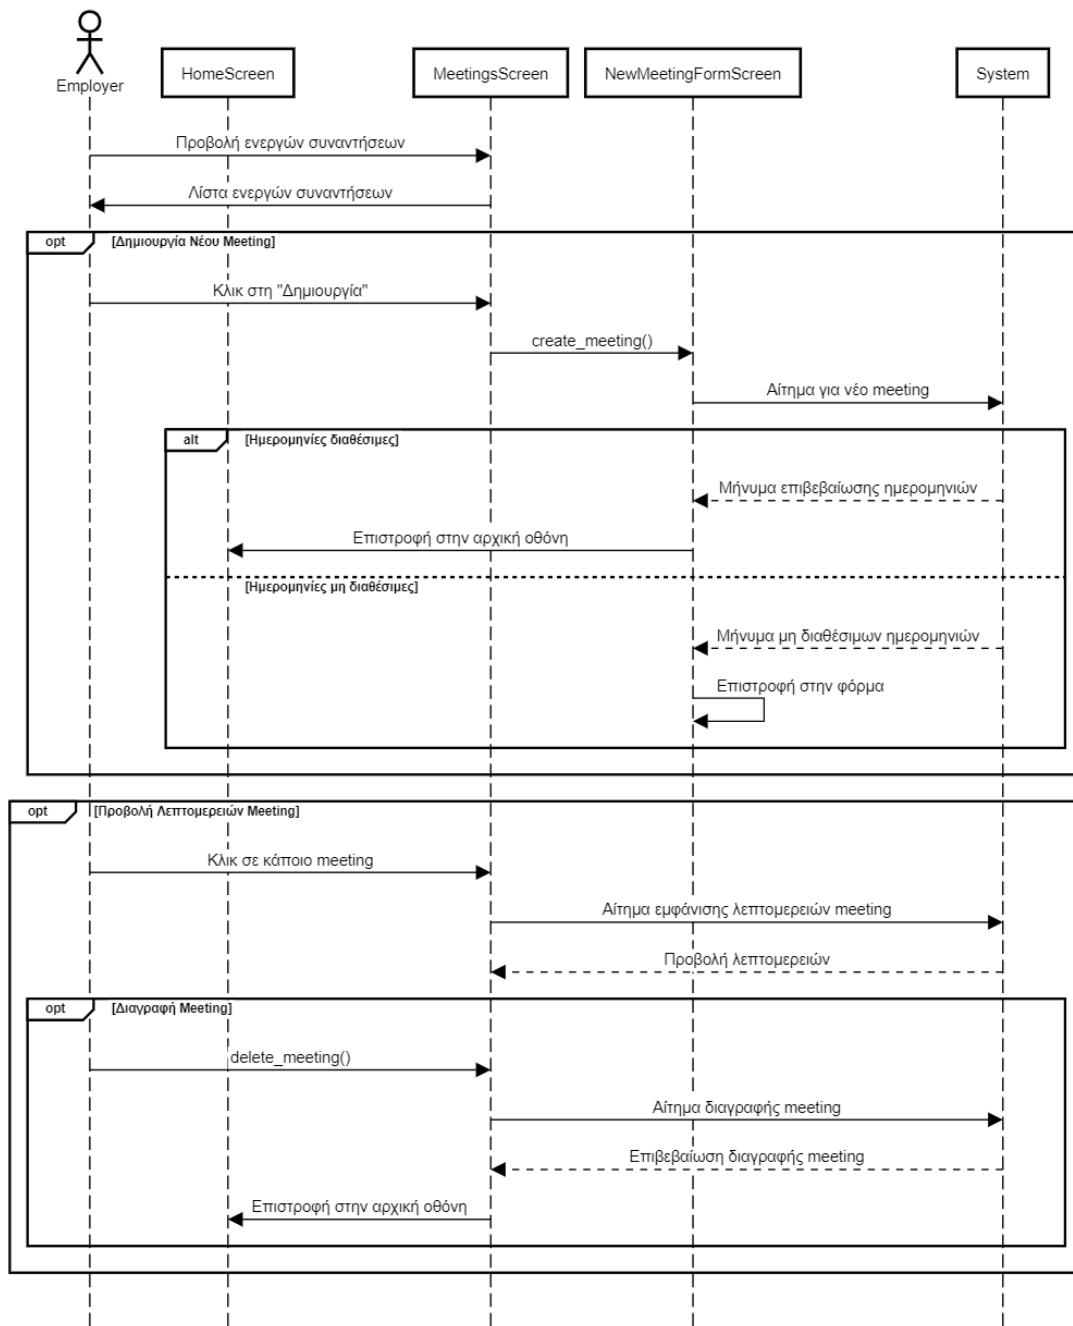 Employer
HomeScreen
MeetingsScreen
NewMeetingFormScreen
System
Προβολή ενεργών συναντήσεων
Λίστα ενεργών συναντήσεων
opt
[Δημιουργία Νέου Meeting]
Κλικ στη "Δημιουργία"
create_meeting()
Αίτημα για νέο meeting
alt
[Ημερομηνίες διαθέσιμες]
Μήνυμα επιβεβαίωσης ημερομηνιών
Επιστροφή στην αρχική οθόνη
[Ημερομηνίες μη διαθέσιμες]
Μήνυμα μη διαθέσιμων ημερομηνιών
Επιστροφή στην φόρμα
opt
[Προβολή Λεπτομερειών Meeting]
Κλικ σε κάποιο meeting
Αίτημα εμφάνισης λεπτομερειών meeting
Προβολή λεπτομερειών
opt
[Διαγραφή Meeting]
delete_meeting()
Αίτημα διαγραφής meeting
Επιβεβαίωση διαγραφής meeting
Επιστροφή στην αρχική οθόνη